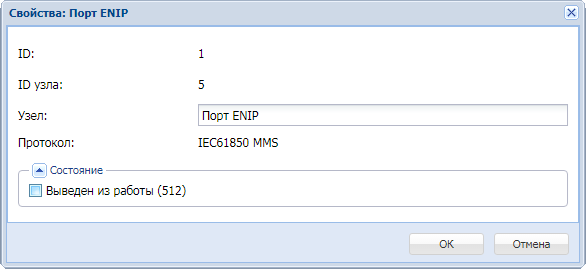 Свойства: Порт ENIP
ID: 1
ID узла: 5
Узел: Порт ENIP
Протокол: IEC61850 MMS
Состояние
Выведен из работы (512)
OK Отмена